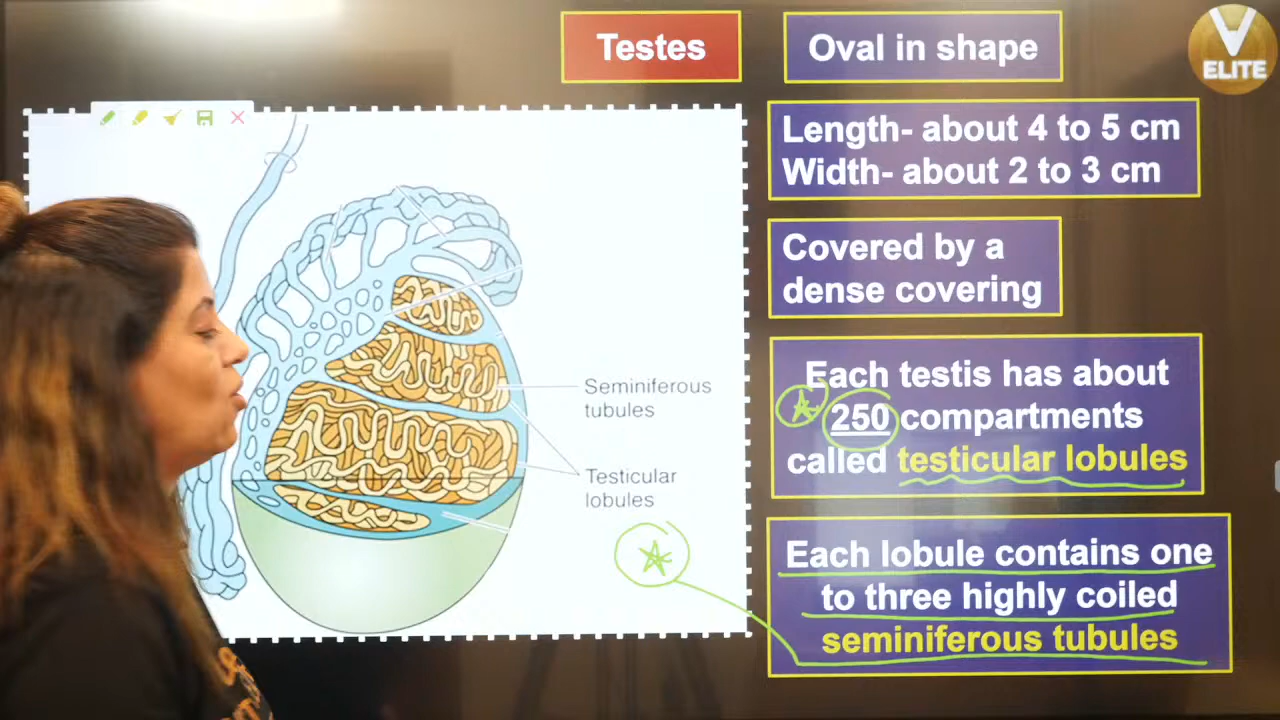 Testes
Oval in shape
V
ELITE
Length- about 4 to 5 cm
Width- about 2 to 3 cm
Covered by a
dense covering
Each testis has about
250 compartments
called testicular lobules
Each lobule contains one
to three highly coiled
seminiferous tubules
Seminiferous
tubules
Testicular
lobules